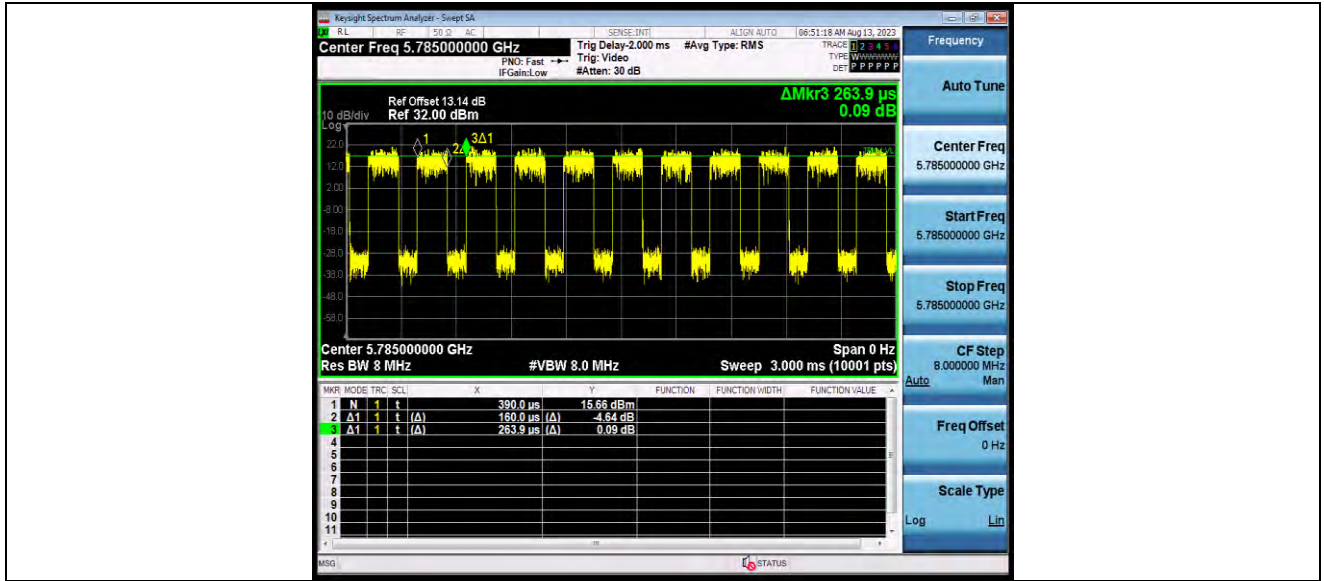 Keysight Spectrum Analyzer - Swept SA
RL RF 50 Ω AC SENSE:INT ALIGN AUTO 06:51:18 AM Aug 13, 2023
Center Freq 5.785000000 GHz
PNO: Fast
IFGain:Low
Trig Delay-2.000 ms
Trig: Video
#Atten: 30 dB
#Avg Type: RMS
TRACE 1 2 3 4 5 6
TYPE WWWWWW
DET P P P P P P
Frequency
ΔMkr3 263.9 µs
0.09 dB
Ref Offset 13.14 dB
10 dB/div Ref 32.00 dBm
Log
22.0
12.0
2.00
-8.00
-18.0
-28.0
-38.0
-48.0
-58.0
1
3Δ1
Center 5.785000000 GHz Span 0 Hz
Res BW 8 MHz #VBW 8.0 MHz Sweep 3.000 ms (10001 pts)
MKR MODE TRC SCL X Y FUNCTION FUNCTION WIDTH FUNCTION VALUE
1 N 1 t 390.0 µs 15.66 dBm
2 Δ1 1 t (Δ) 160.0 µs (Δ) -4.64 dB
3 Δ1 1 t (Δ) 263.9 µs (Δ) 0.09 dB
4
5
6
7
8
9
10
11
MSG STATUS
Auto Tune
Center Freq
5.785000000 GHz
Start Freq
5.785000000 GHz
Stop Freq
5.785000000 GHz
CF Step
8.000000 MHz
Auto Man
Freq Offset
0 Hz
Scale Type
Log Lin